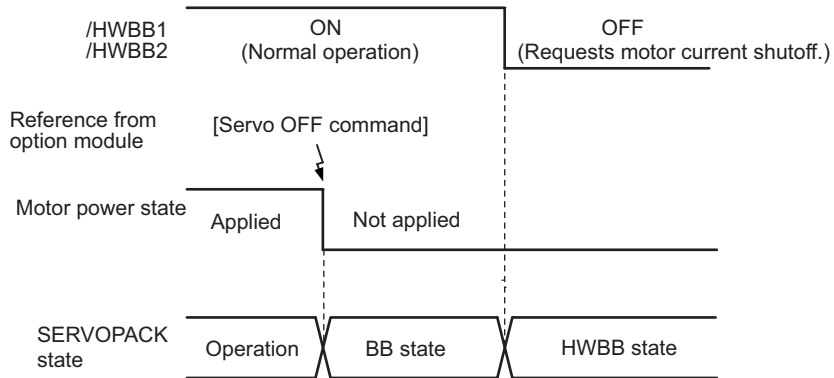 /HWBB1
/HWBB2
ON
(Normal operation)
OFF
(Requests motor current shutoff.)
Reference from
option module
[Servo OFF command]
Motor power state
Applied
Not applied
SERVOPACK
state
Operation
BB state
HWBB state